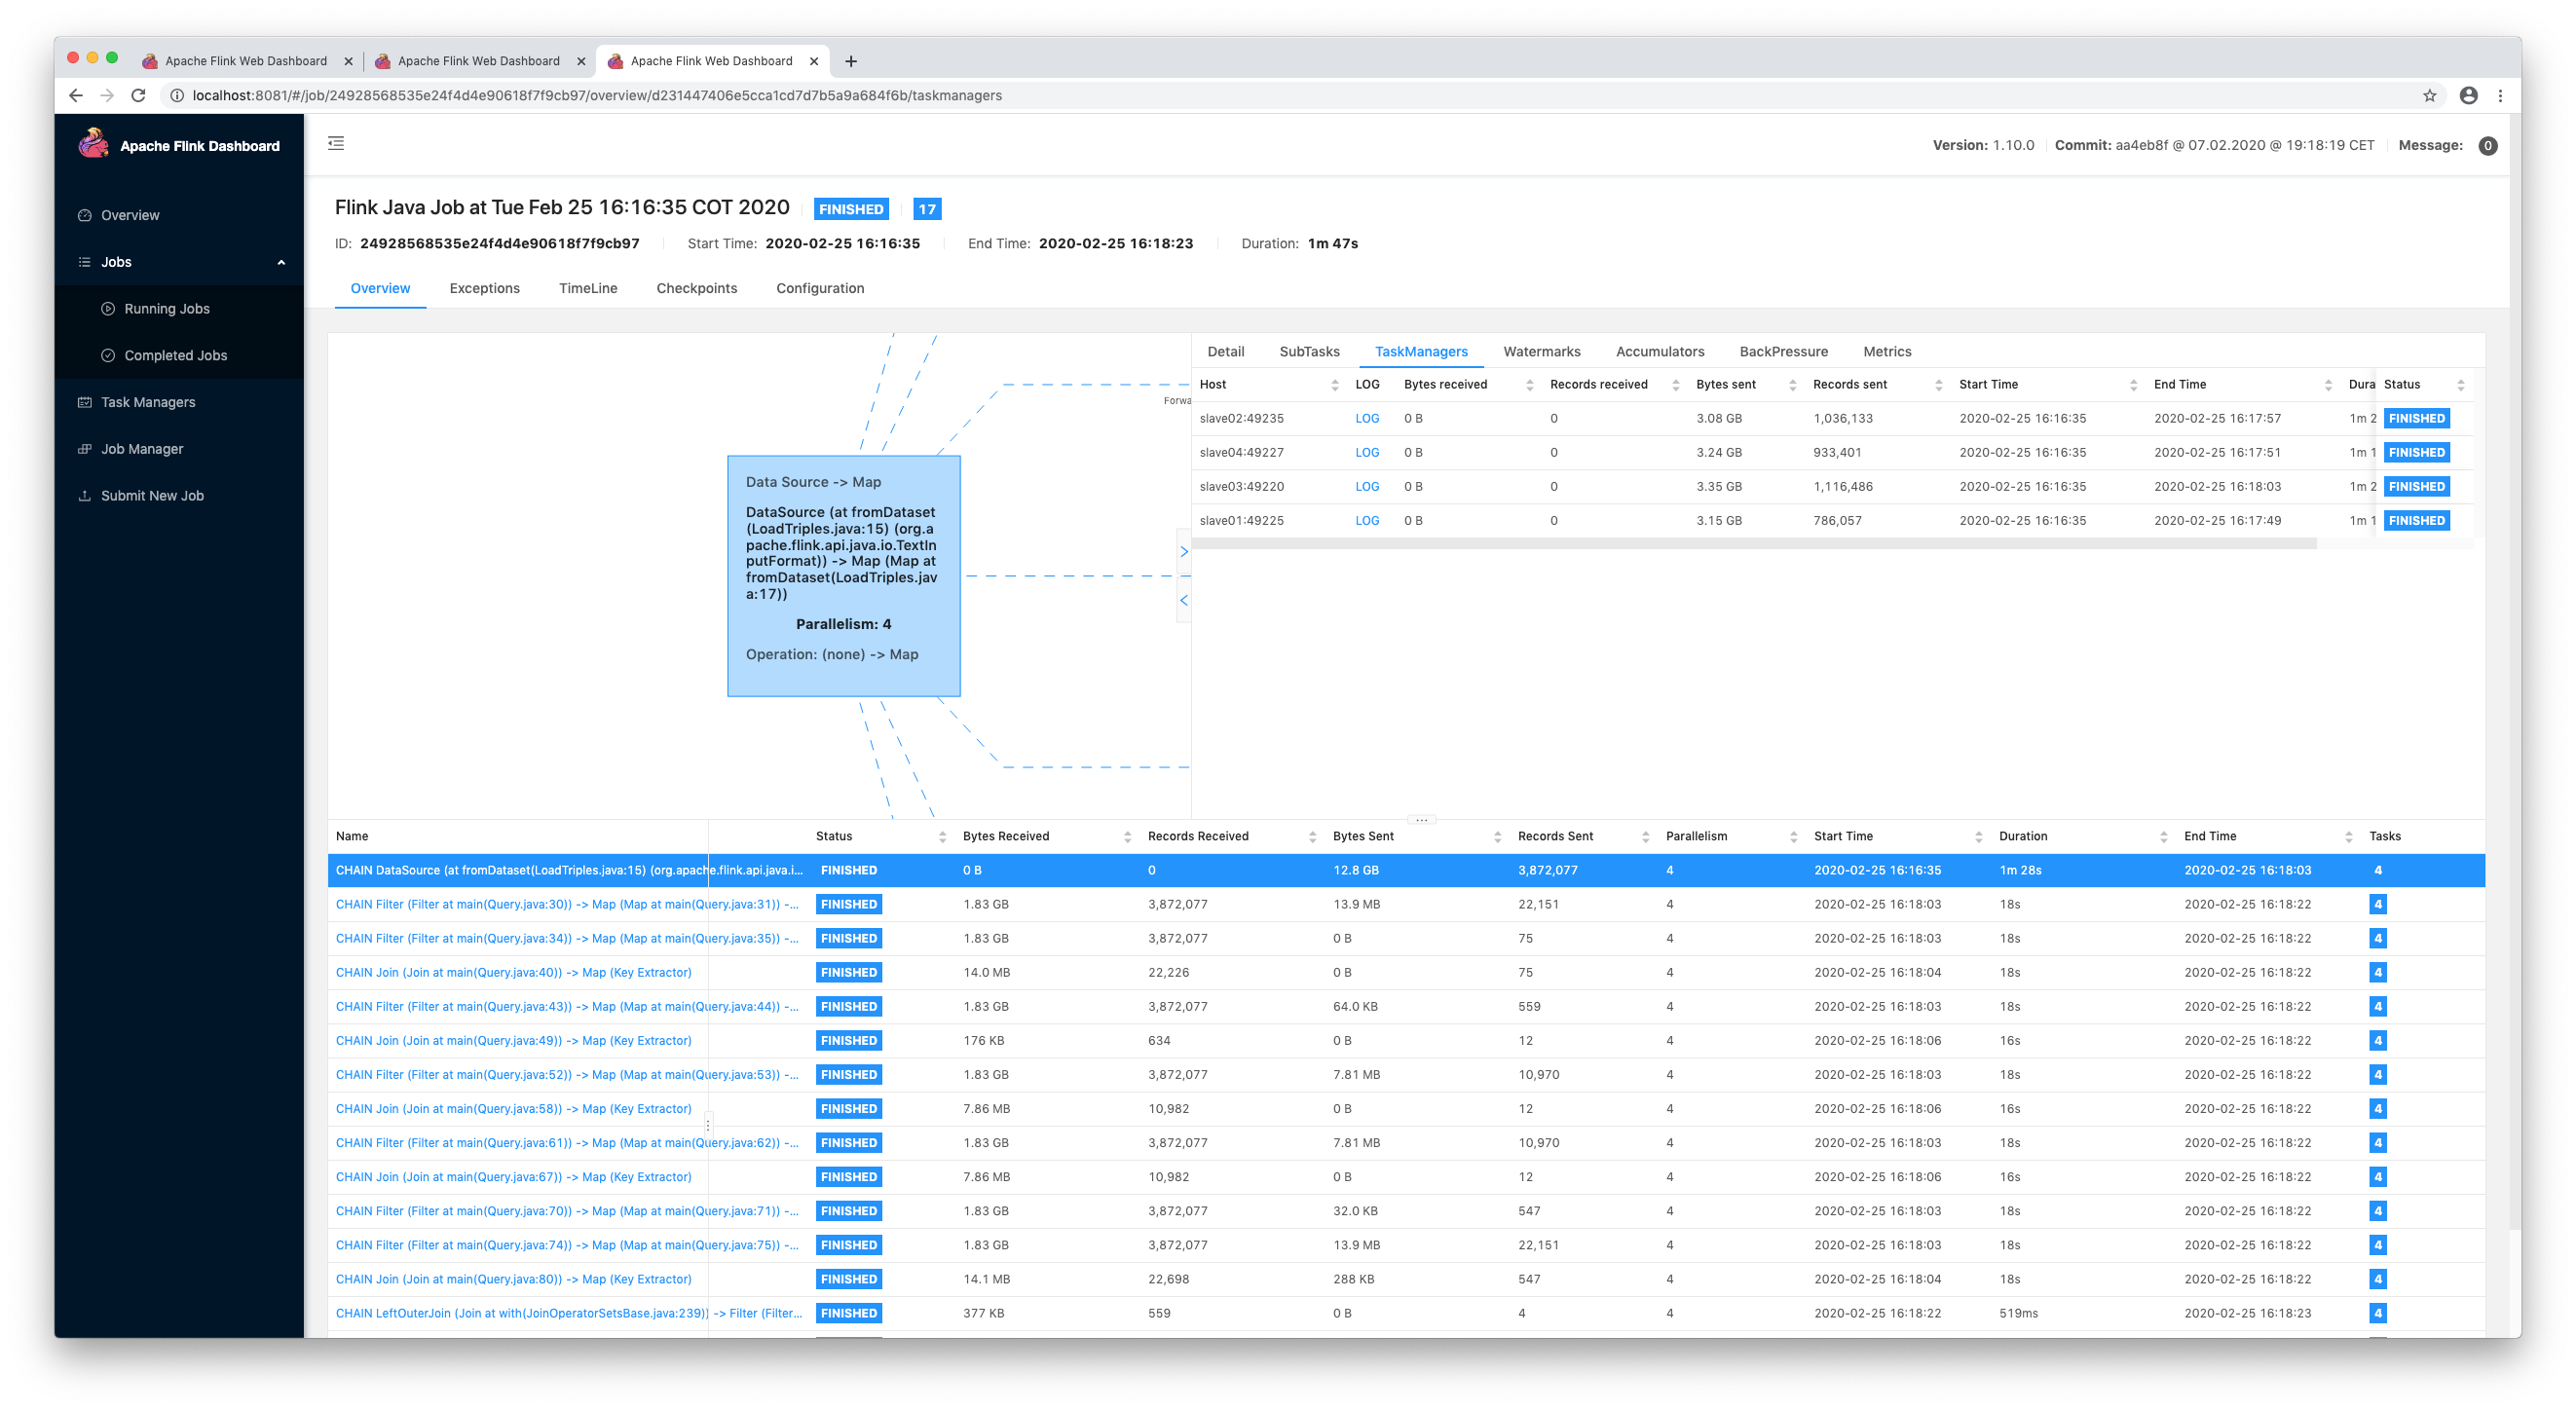 Apache Flink Web Dashboard
Apache Flink Web Dashboard
Apache Flink Web Dashboard
localhost:8081/#/job/24928568535e24f4d4e90618f7f9cb97/overview/d231447406e5cca1cd7d7b5a9a684f6b/taskmanagers
Apache Flink Dashboard
Version: 1.10.0 Commit: aa4eb8f @ 07.02.2020 @ 19:18:19 CET Message: 0
Overview
Jobs
Running Jobs
Completed Jobs
Task Managers
Job Manager
Submit New Job
Flink Java Job at Tue Feb 25 16:16:35 COT 2020 FINISHED 17
ID: 24928568535e24f4d4e90618f7f9cb97 Start Time: 2020-02-25 16:16:35 End Time: 2020-02-25 16:18:23 Duration: 1m 47s
Overview Exceptions TimeLine Checkpoints Configuration
Forwa
Data Source -> Map
DataSource (at fromDataset
(LoadTriples.java:15) (org.a
pache.flink.api.java.io.TextIn
putFormat)) -> Map (Map at
fromDataset(LoadTriples.jav
a:17))
Parallelism: 4
Operation: (none) -> Map
Detail SubTasks TaskManagers Watermarks Accumulators BackPressure Metrics
Host LOG Bytes received Records received Bytes sent Records sent Start Time End Time Dura Status
slave02:49235 LOG 0 B 0 3.08 GB 1,036,133 2020-02-25 16:16:35 2020-02-25 16:17:57 1m 2 FINISHED
slave04:49227 LOG 0 B 0 3.24 GB 933,401 2020-02-25 16:16:35 2020-02-25 16:17:51 1m 1 FINISHED
slave03:49220 LOG 0 B 0 3.35 GB 1,116,486 2020-02-25 16:16:35 2020-02-25 16:18:03 1m 2 FINISHED
slave01:49225 LOG 0 B 0 3.15 GB 786,057 2020-02-25 16:16:35 2020-02-25 16:17:49 1m 1 FINISHED
Name Status Bytes Received Records Received Bytes Sent Records Sent Parallelism Start Time Duration End Time Tasks
CHAIN DataSource (at fromDataset(LoadTriples.java:15) (org.apache.flink.api.java.i... FINISHED 0 B 0 12.8 GB 3,872,077 4 2020-02-25 16:16:35 1m 28s 2020-02-25 16:18:03 4
CHAIN Filter (Filter at main(Query.java:30)) -> Map (Map at main(Query.java:31)) -... FINISHED 1.83 GB 3,872,077 13.9 MB 22,151 4 2020-02-25 16:18:03 18s 2020-02-25 16:18:22 4
CHAIN Filter (Filter at main(Query.java:34)) -> Map (Map at main(Query.java:35)) -... FINISHED 1.83 GB 3,872,077 0 B 75 4 2020-02-25 16:18:03 18s 2020-02-25 16:18:22 4
CHAIN Join (Join at main(Query.java:40)) -> Map (Key Extractor) FINISHED 14.0 MB 22,226 0 B 75 4 2020-02-25 16:18:04 18s 2020-02-25 16:18:22 4
CHAIN Filter (Filter at main(Query.java:43)) -> Map (Map at main(Query.java:44)) -... FINISHED 1.83 GB 3,872,077 64.0 KB 559 4 2020-02-25 16:18:03 18s 2020-02-25 16:18:22 4
CHAIN Join (Join at main(Query.java:49)) -> Map (Key Extractor) FINISHED 176 KB 634 0 B 12 4 2020-02-25 16:18:06 16s 2020-02-25 16:18:22 4
CHAIN Filter (Filter at main(Query.java:52)) -> Map (Map at main(Query.java:53)) -... FINISHED 1.83 GB 3,872,077 7.81 MB 10,970 4 2020-02-25 16:18:03 18s 2020-02-25 16:18:22 4
CHAIN Join (Join at main(Query.java:58)) -> Map (Key Extractor) FINISHED 7.86 MB 10,982 0 B 12 4 2020-02-25 16:18:06 16s 2020-02-25 16:18:22 4
CHAIN Filter (Filter at main(Query.java:61)) -> Map (Map at main(Query.java:62)) -... FINISHED 1.83 GB 3,872,077 7.81 MB 10,970 4 2020-02-25 16:18:03 18s 2020-02-25 16:18:22 4
CHAIN Join (Join at main(Query.java:67)) -> Map (Key Extractor) FINISHED 7.86 MB 10,982 0 B 12 4 2020-02-25 16:18:06 16s 2020-02-25 16:18:22 4
CHAIN Filter (Filter at main(Query.java:70)) -> Map (Map at main(Query.java:71)) -... FINISHED 1.83 GB 3,872,077 32.0 KB 547 4 2020-02-25 16:18:03 18s 2020-02-25 16:18:22 4
CHAIN Filter (Filter at main(Query.java:74)) -> Map (Map at main(Query.java:75)) -... FINISHED 1.83 GB 3,872,077 13.9 MB 22,151 4 2020-02-25 16:18:03 18s 2020-02-25 16:18:22 4
CHAIN Join (Join at main(Query.java:80)) -> Map (Key Extractor) FINISHED 14.1 MB 22,698 288 KB 547 4 2020-02-25 16:18:04 18s 2020-02-25 16:18:22 4
CHAIN LeftOuterJoin (Join at with(JoinOperatorSetsBase.java:239)) -> Filter (Filter... FINISHED 377 KB 559 0 B 4 4 2020-02-25 16:18:22 519ms 2020-02-25 16:18:23 4